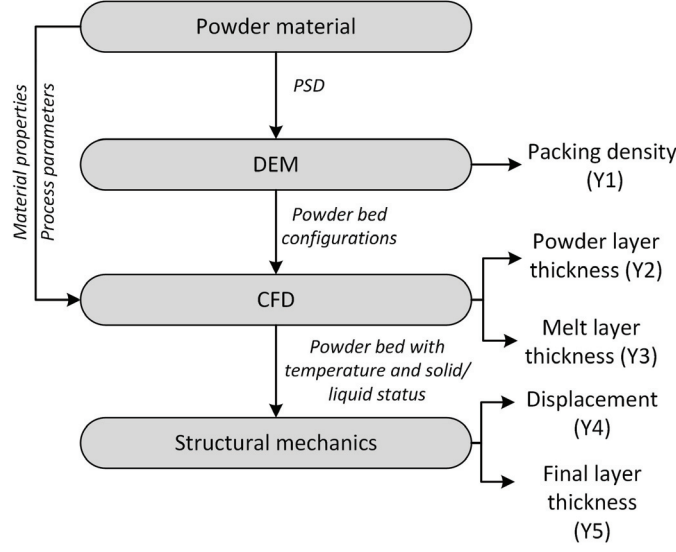 Powder material
Material properties
Process parameters
PSD
DEM
Packing density
(Y1)
Powder bed
configurations
Powder layer
thickness (Y2)
CFD
Melt layer
thickness (Y3)
Powder bed with
temperature and solid/
liquid status
Displacement
(Y4)
Structural mechanics
Final layer
thickness
(Y5)